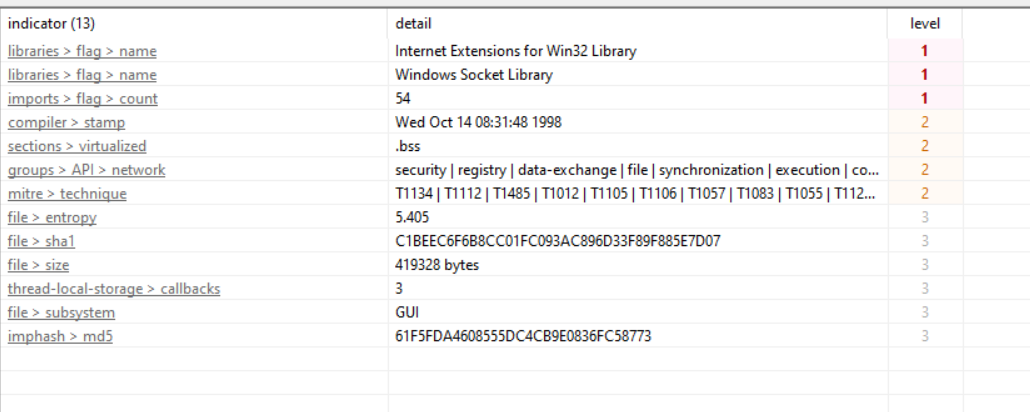 indicator (13) detail level
libraries > flag > name Internet Extensions for Win32 Library 1
libraries > flag > name Windows Socket Library 1
imports > flag > count 54 1
compiler > stamp Wed Oct 14 08:31:48 1998 2
sections > virtualized .bss 2
groups > API > network security | registry | data-exchange | file | synchronization | execution | co... 2
mitre > technique T1134 | T1112 | T1485 | T1012 | T1105 | T1106 | T1057 | T1083 | T1055 | T112... 2
file > entropy 5.405 3
file > sha1 C1BEEC6F6B8CC01FC093AC896D33F89F885E7D07 3
file > size 419328 bytes 3
thread-local-storage > callbacks 3 3
file > subsystem GUI 3
imphash > md5 61F5FDA4608555DC4CB9E0836FC58773 3